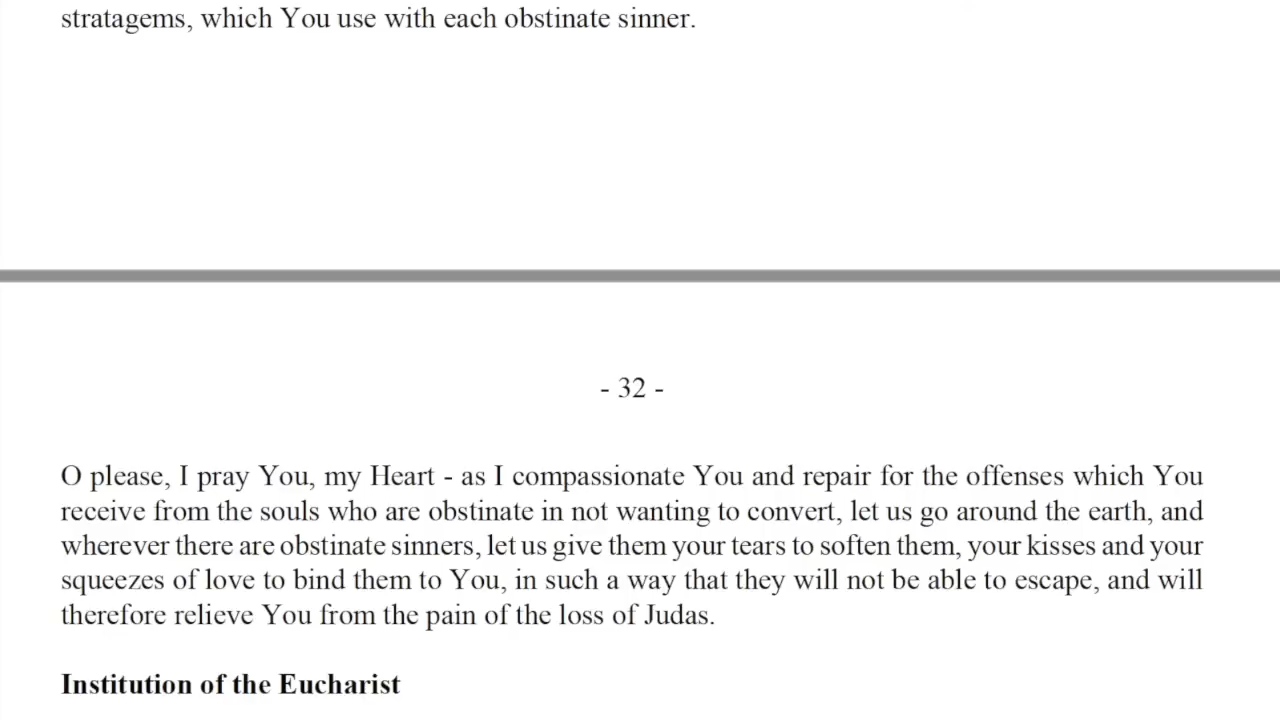 stratagems, which You use with each obstinate sinner.
- 32 -
O please, I pray You, my Heart - as I compassionate You and repair for the offenses which You
receive from the souls who are obstinate in not wanting to convert, let us go around the earth, and
wherever there are obstinate sinners, let us give them your tears to soften them, your kisses and your
squeezes of love to bind them to You, in such a way that they will not be able to escape, and will
therefore relieve You from the pain of the loss of Judas.
Institution of the Eucharist